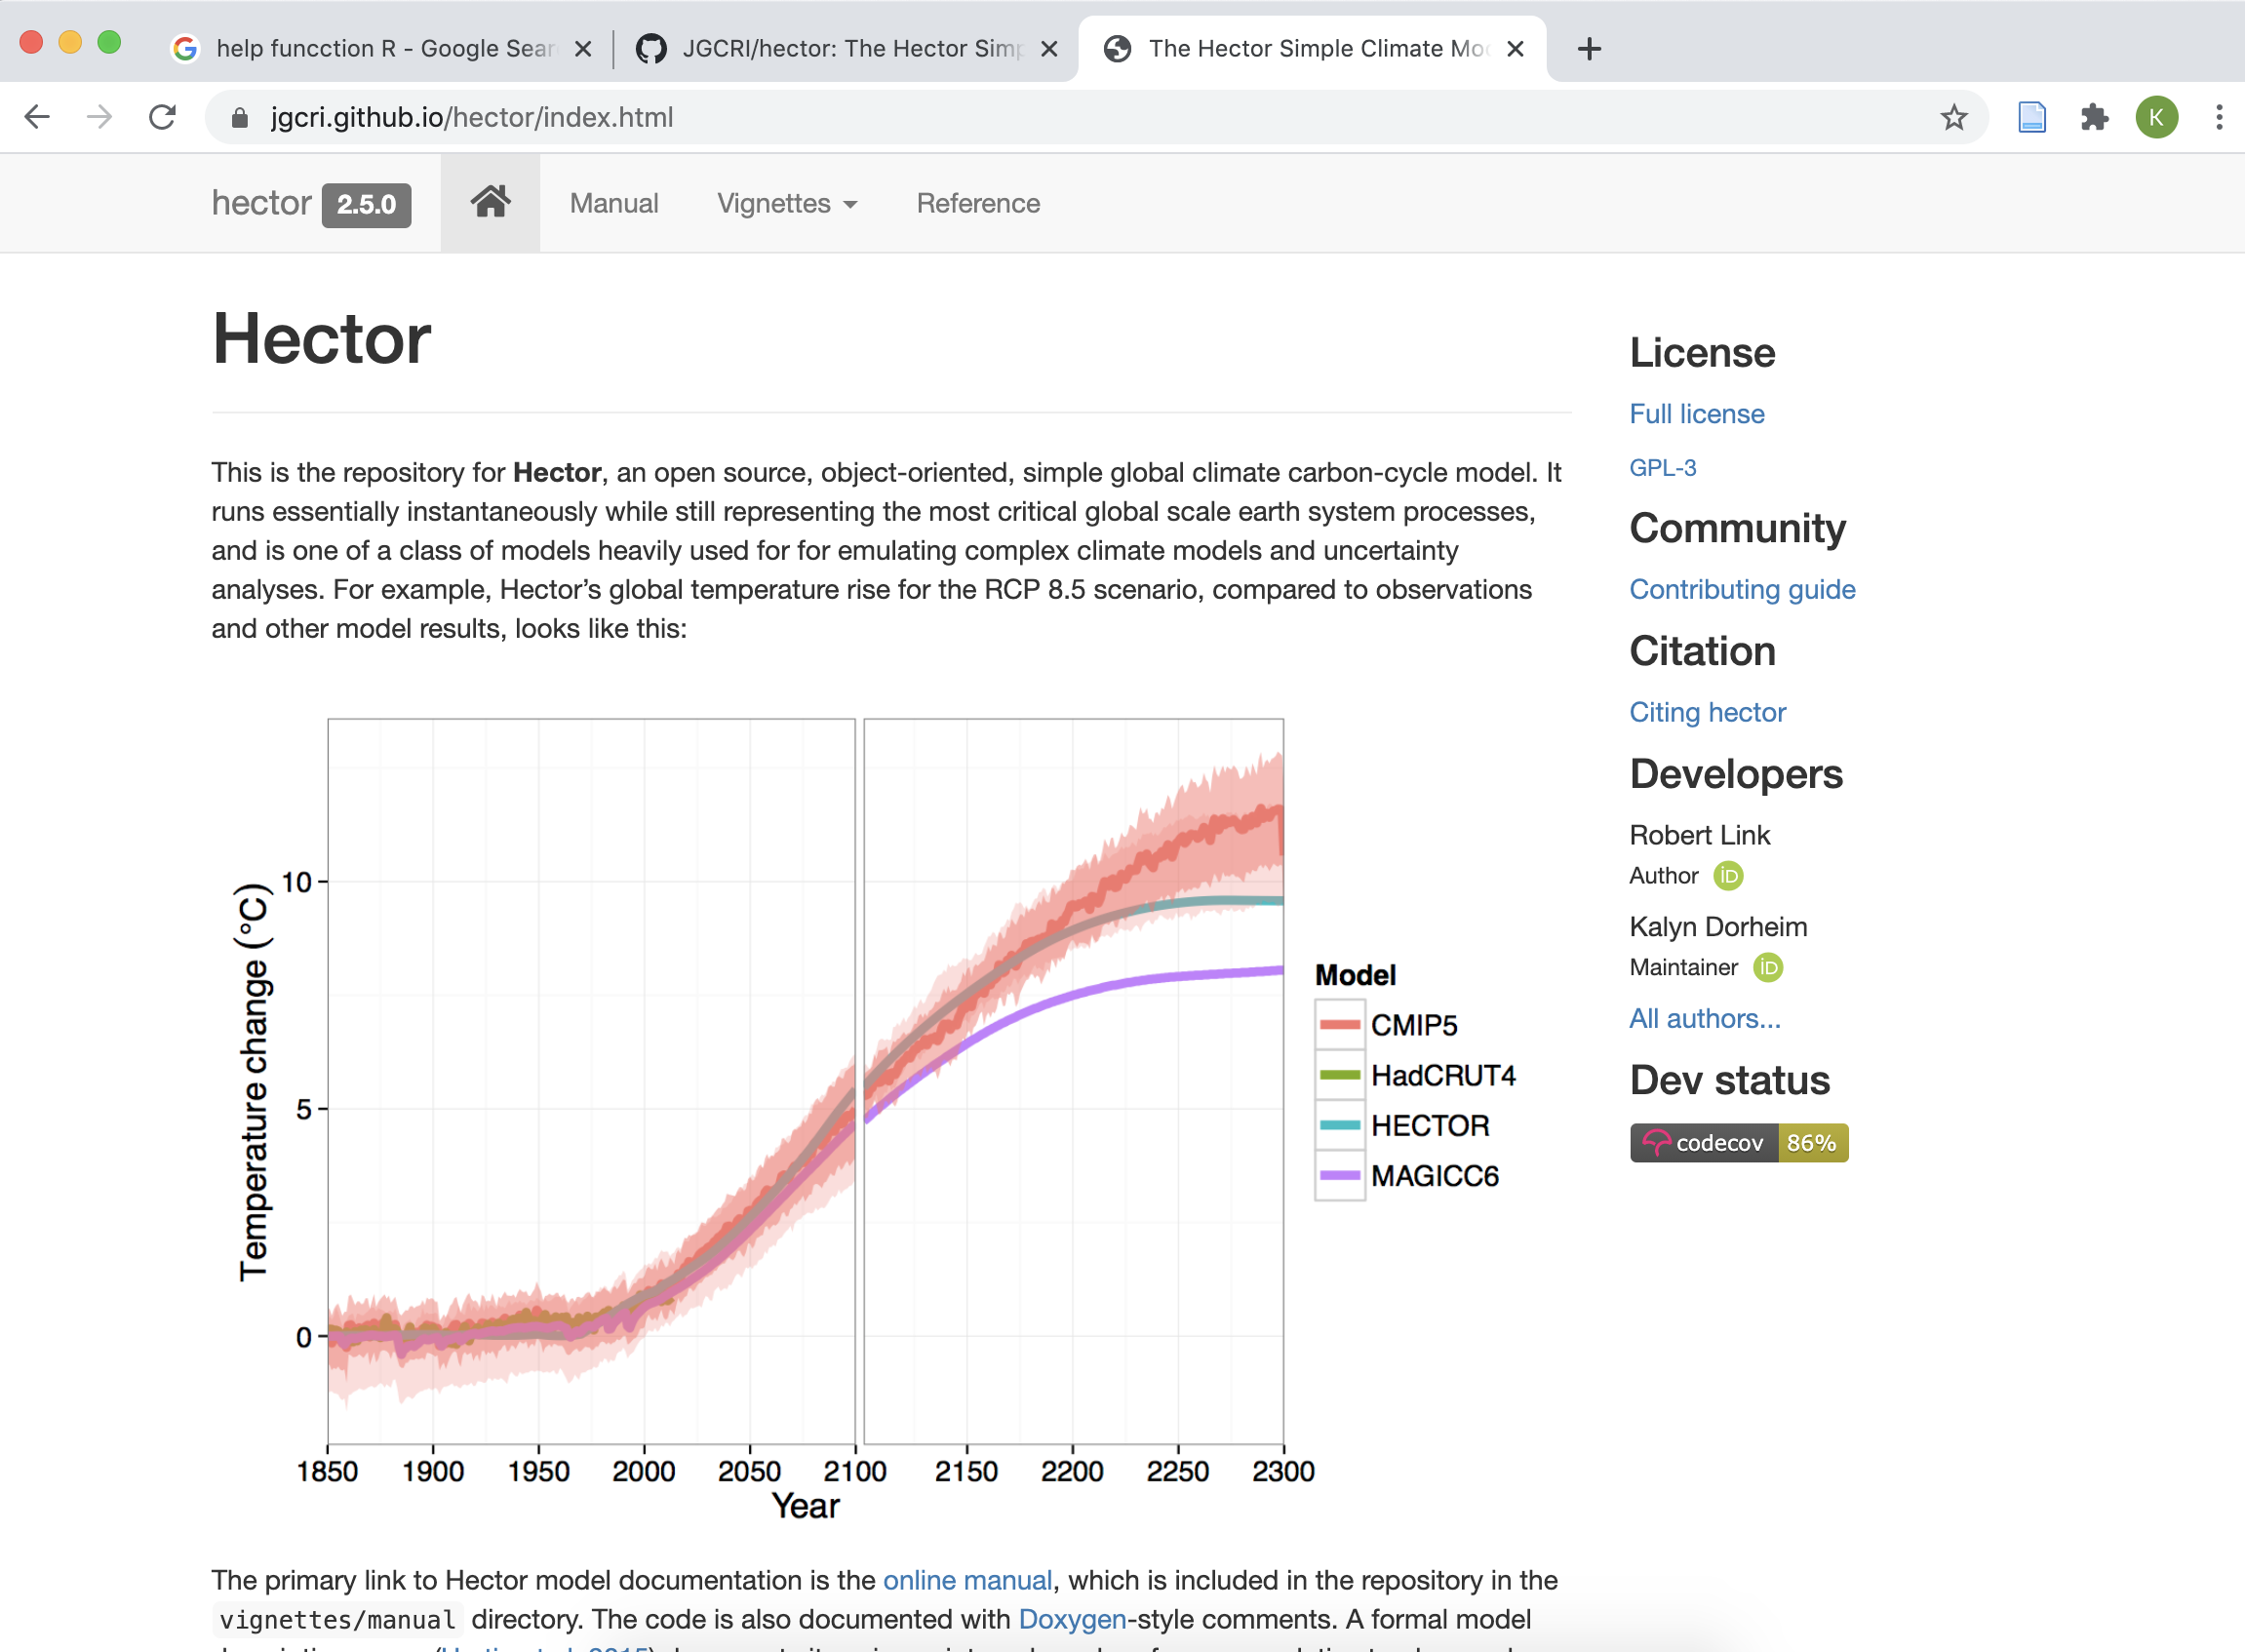 help funcction R - Google Sear
JGCRI/hector: The Hector Simp
The Hector Simple Climate Mod
jgcri.github.io/hector/index.html
K
hector 2.5.0 Manual Vignettes Reference
Hector
This is the repository for Hector, an open source, object-oriented, simple global climate carbon-cycle model. It
runs essentially instantaneously while still representing the most critical global scale earth system processes,
and is one of a class of models heavily used for for emulating complex climate models and uncertainty
analyses. For example, Hector’s global temperature rise for the RCP 8.5 scenario, compared to observations
and other model results, looks like this:
Temperature change (°C)
10
5
0
1850 1900 1950 2000 2050 2100 2150 2200 2250 2300
Year
Model
CMIP5
HadCRUT4
HECTOR
MAGICC6
The primary link to Hector model documentation is the online manual, which is included in the repository in the
vignettes/manual directory. The code is also documented with Doxygen-style comments. A formal model
License
Full license
GPL-3
Community
Contributing guide
Citation
Citing hector
Developers
Robert Link
Author iD
Kalyn Dorheim
Maintainer iD
All authors...
Dev status
codecov 86%